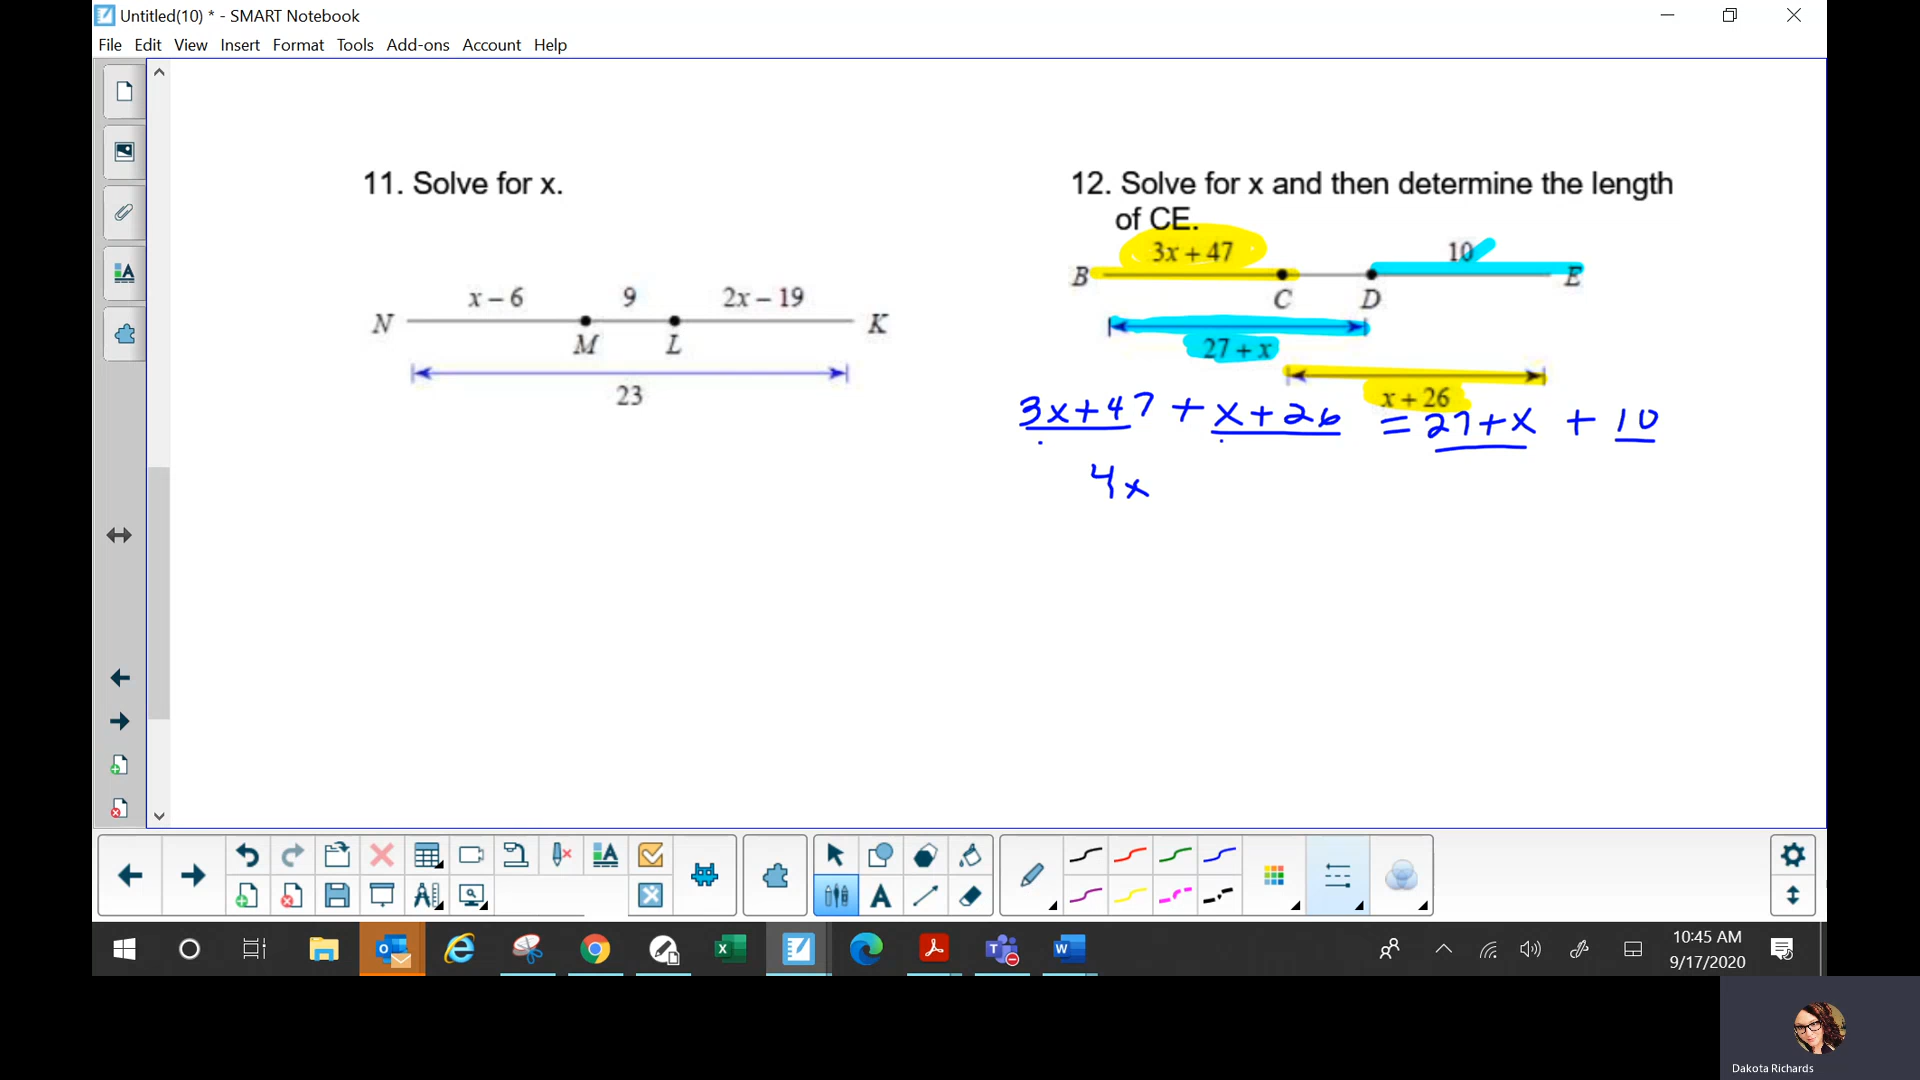 Untitled(10) * - SMART Notebook
File Edit View Insert Format Tools Add-ons Account Help
11. Solve for x.
x – 6 9 2x – 19
N M L K
23
12. Solve for x and then determine the length
of CE.
3x + 47 10
B C D E
27 + x
x + 26
3x+47 + x+26 = 27+x + 10
4x
10:45 AM
9/17/2020
Dakota Richards